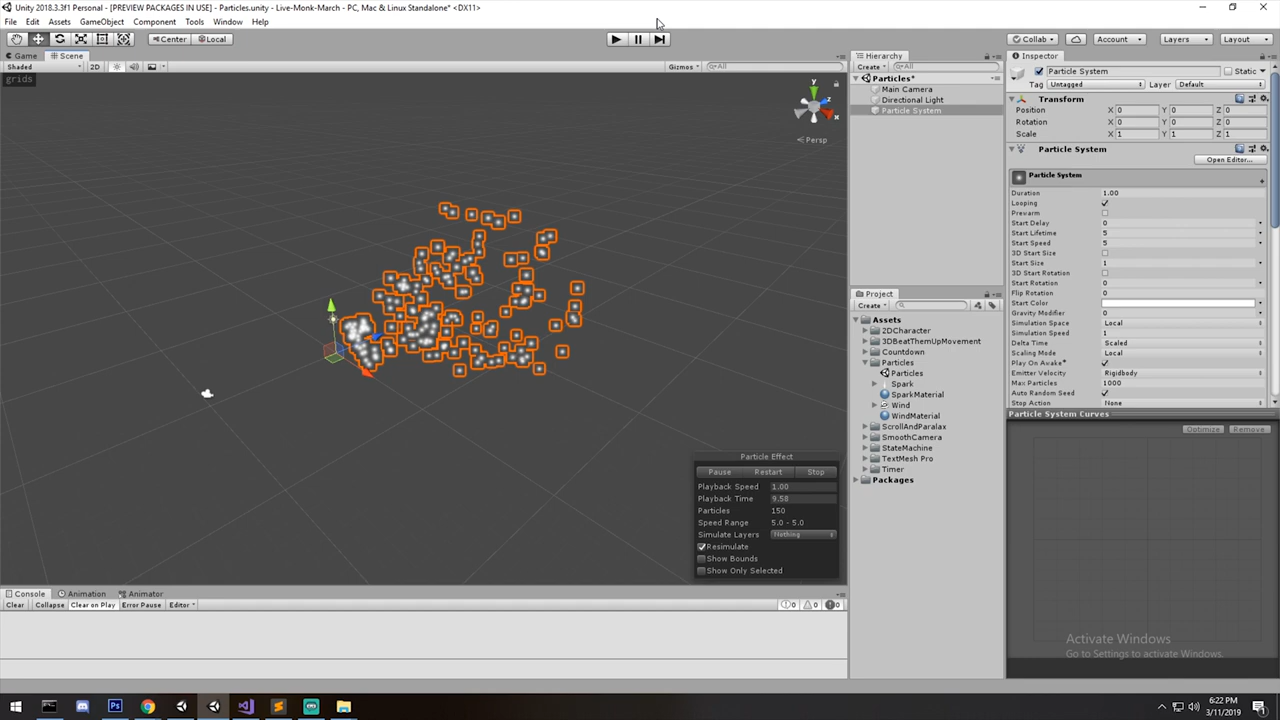 Unity 2018.3.3f1 Personal - [PREVIEW PACKAGES IN USE] - Particles.unity - Live-Monk-March - PC, Mac & Linux Standalone* <DX11>
File Edit Assets GameObject Component Tools Window Help
Center Local
Collab Account Layers Layout
Game Scene
Shaded 2D Gizmos All
grids
y
z
x
Persp
Particle Effect
Pause Restart Stop
Playback Speed 1.00
Playback Time 9.58
Particles 150
Speed Range 5.0 - 5.0
Simulate Layers Nothing
Resimulate
Show Bounds
Show Only Selected
Console Animation Animator
Clear Collapse Clear on Play Error Pause Editor 0 0 0
Hierarchy
Create All
Particles*
Main Camera
Directional Light
Particle System
Project
Create
Assets
2DCharacter
3DBeatThemUpMovement
Countdown
Particles
Particles
Spark
SparkMaterial
Wind
WindMaterial
ScrollAndParalax
SmoothCamera
StateMachine
TextMesh Pro
Timer
Packages
Inspector
Particle System Static
Tag Untagged Layer Default
Transform
Position X 0 Y 0 Z 0
Rotation X 0 Y 0 Z 0
Scale X 1 Y 1 Z 1
Particle System
Open Editor...
Particle System
Duration 1.00
Looping
Prewarm
Start Delay 0
Start Lifetime 5
Start Speed 5
3D Start Size
Start Size 1
3D Start Rotation
Start Rotation 0
Flip Rotation 0
Start Color
Gravity Modifier 0
Simulation Space Local
Simulation Speed 1
Delta Time Scaled
Scaling Mode Local
Play On Awake*
Emitter Velocity Rigidbody
Max Particles 1000
Auto Random Seed
Stop Action None
Particle System Curves
Optimize Remove
Activate Windows
Go to Settings to activate Windows.
6:22 PM
3/11/2019